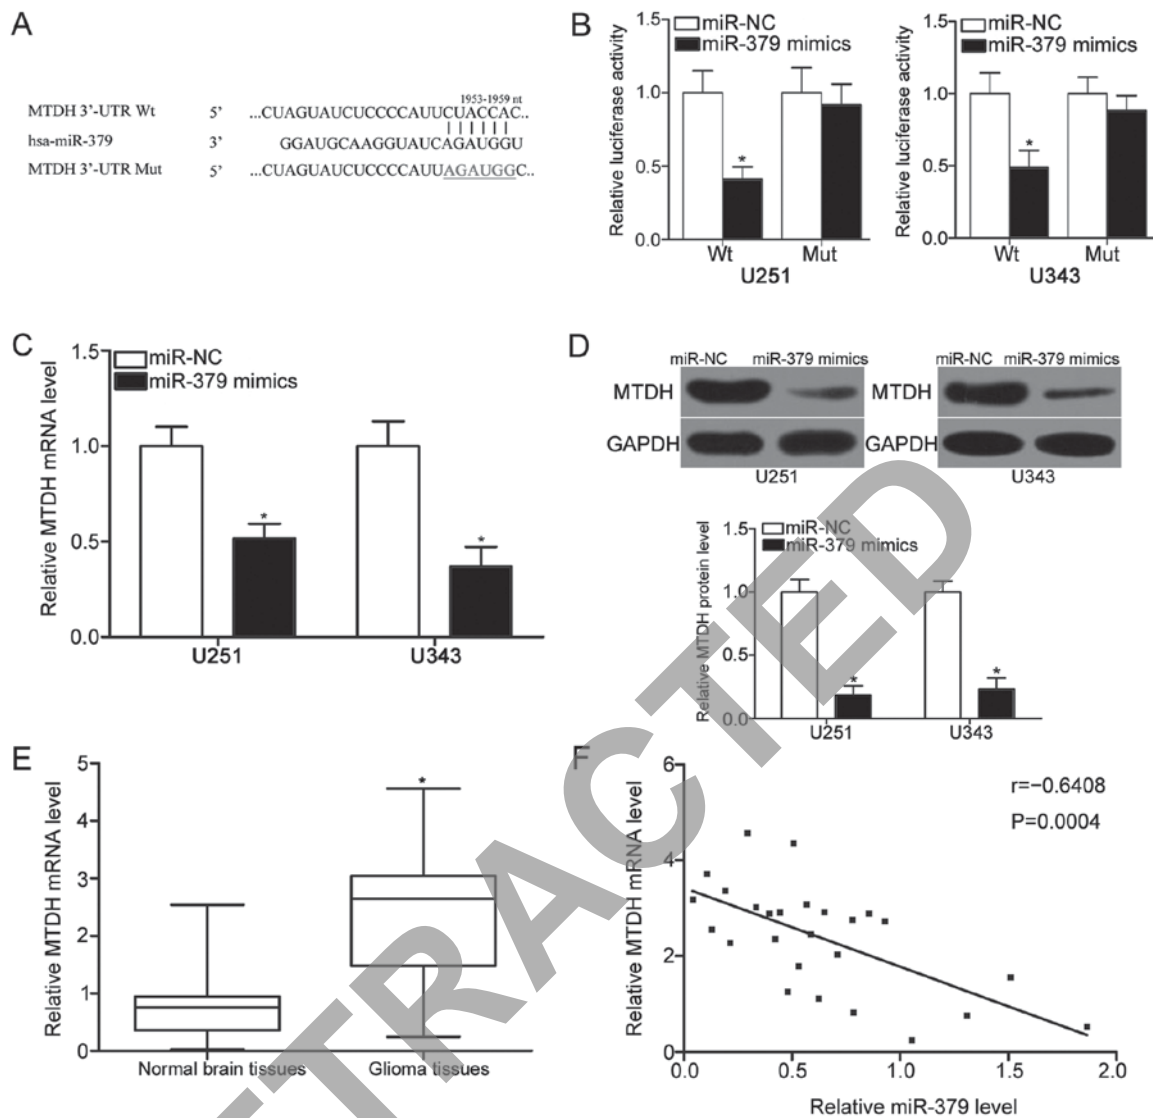 A
1953-1959 nt
MTDH 3'-UTR Wt 5' ...CUAGUAUCUCCCCAUUCUACCAC..
hsa-miR-379 3' GGAUGCAAGGUAUCAGAUGGU
MTDH 3'-UTR Mut 5' ...CUAGUAUCUCCCCAUUAGAUGGC..
B
miR-NC
miR-379 mimics
Relative luciferase activity
1.5
1.0
0.5
0.0
*
Wt Mut
U251
miR-NC
miR-379 mimics
Relative luciferase activity
1.5
1.0
0.5
0.0
*
Wt Mut
U343
C
miR-NC
miR-379 mimics
Relative MTDH mRNA level
1.5
1.0
0.5
0.0
* *
U251 U343
D
miR-NC miR-379 mimics
MTDH
GAPDH
U251
miR-NC miR-379 mimics
MTDH
GAPDH
U343
miR-NC
miR-379 mimics
Relative MTDH protein level
1.5
1.0
0.5
0.0
* *
U251 U343
E
Relative MTDH mRNA level
5
4
3
2
1
0
*
Normal brain tissues Glioma tissues
F
Relative MTDH mRNA level
6
4
2
0
r=−0.6408
P=0.0004
0.0 0.5 1.0 1.5 2.0
Relative miR-379 level
TRACTED